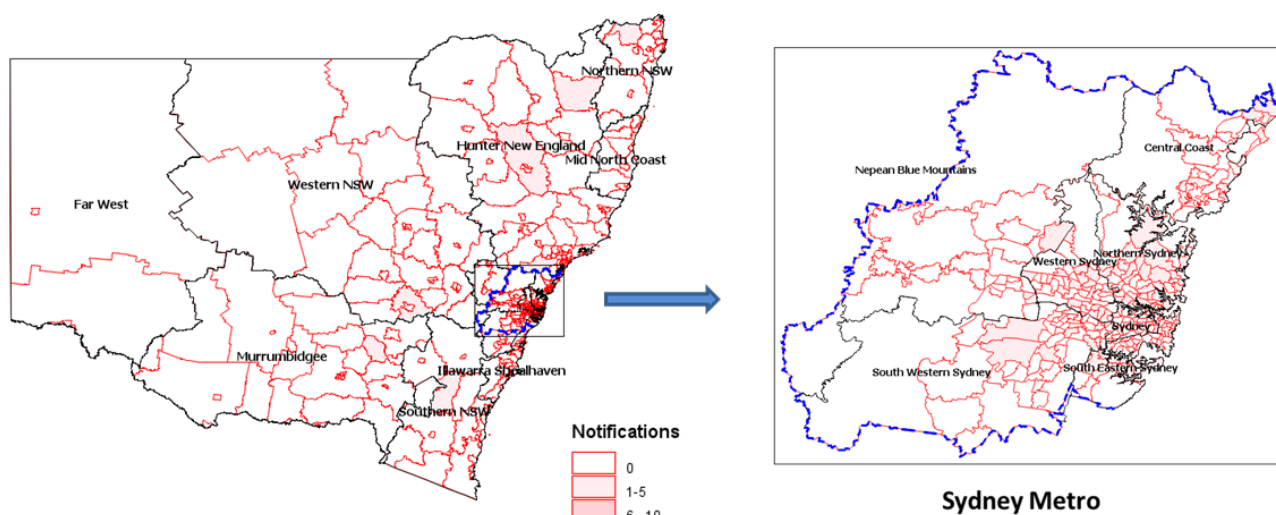 Northern NSW
Hunter New England
Mid North Coast
Western NSW
Far West
Murrumbidgee
Illawarra Shoalhaven
Southern NSW
Notifications
0
1-5
6-10
Central Coast
Nepean Blue Mountains
Northern Sydney
Western Sydney
Sydney
South Western Sydney
South Eastern Sydney
Sydney Metro